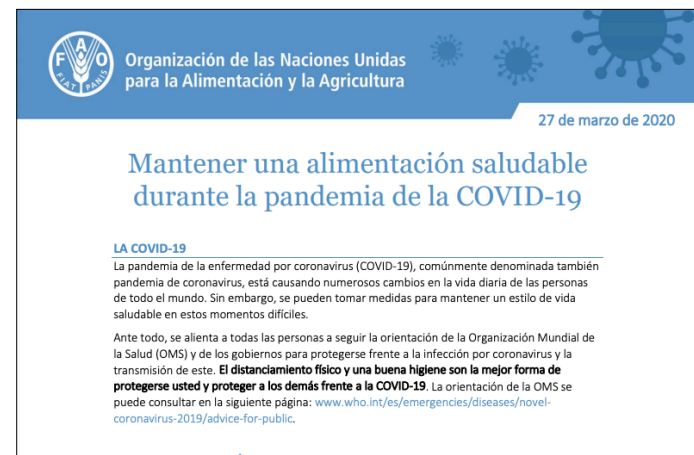 F A O
FIAT PANIS
Organización de las Naciones Unidas
para la Alimentación y la Agricultura
27 de marzo de 2020
Mantener una alimentación saludable
durante la pandemia de la COVID-19
LA COVID-19
La pandemia de la enfermedad por coronavirus (COVID-19), comúnmente denominada también
pandemia de coronavirus, está causando numerosos cambios en la vida diaria de las personas
de todo el mundo. Sin embargo, se pueden tomar medidas para mantener un estilo de vida
saludable en estos momentos difíciles.
Ante todo, se alienta a todas las personas a seguir la orientación de la Organización Mundial de
la Salud (OMS) y de los gobiernos para protegerse frente a la infección por coronavirus y la
transmisión de este. El distanciamiento físico y una buena higiene son la mejor forma de
protegerse usted y proteger a los demás frente a la COVID-19. La orientación de la OMS se
puede consultar en la siguiente página: www.who.int/es/emergencies/diseases/novel-
coronavirus-2019/advice-for-public.